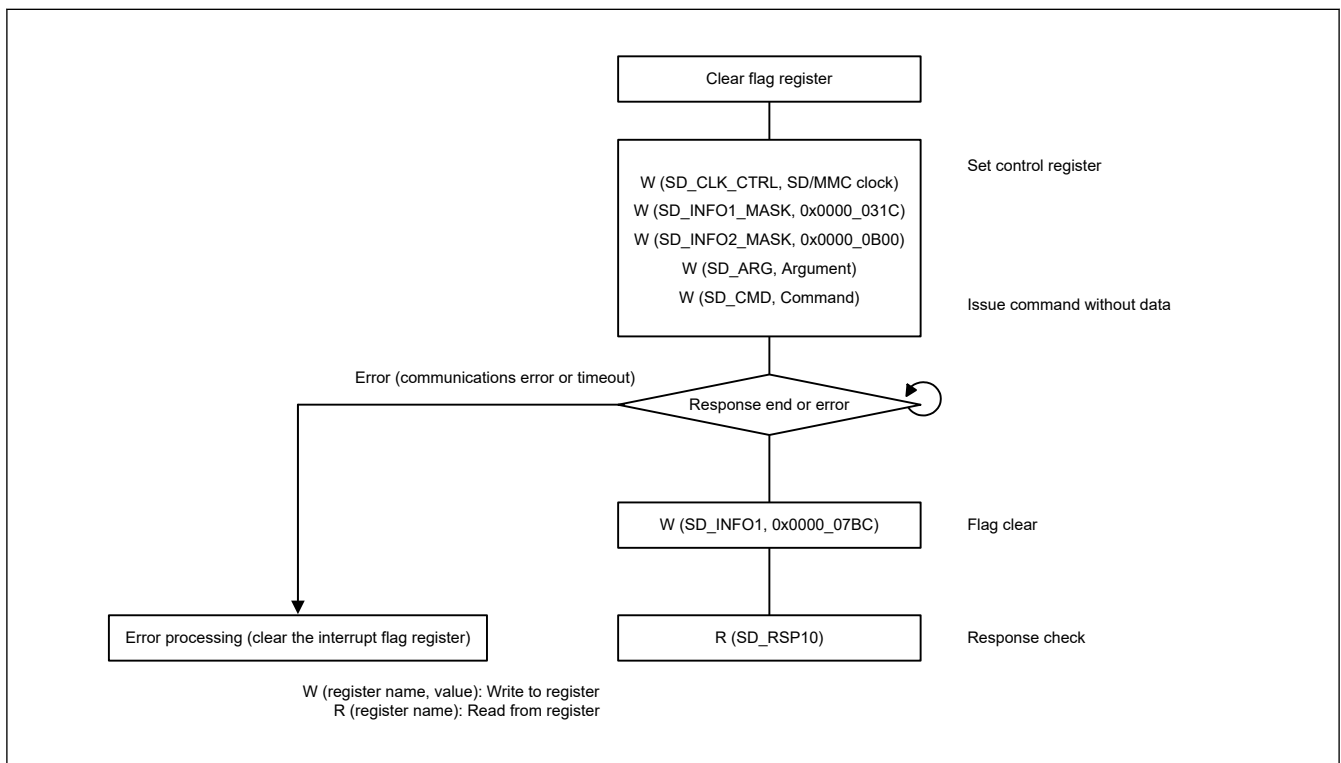 Clear flag register
Set control register
W (SD_CLK_CTRL, SD/MMC clock)
W (SD_INFO1_MASK, 0x0000_031C)
W (SD_INFO2_MASK, 0x0000_0B00)
W (SD_ARG, Argument)
W (SD_CMD, Command)
Issue command without data
Error (communications error or timeout)
Response end or error
W (SD_INFO1, 0x0000_07BC)
Flag clear
Error processing (clear the interrupt flag register)
R (SD_RSP10)
Response check
W (register name, value): Write to register
R (register name): Read from register